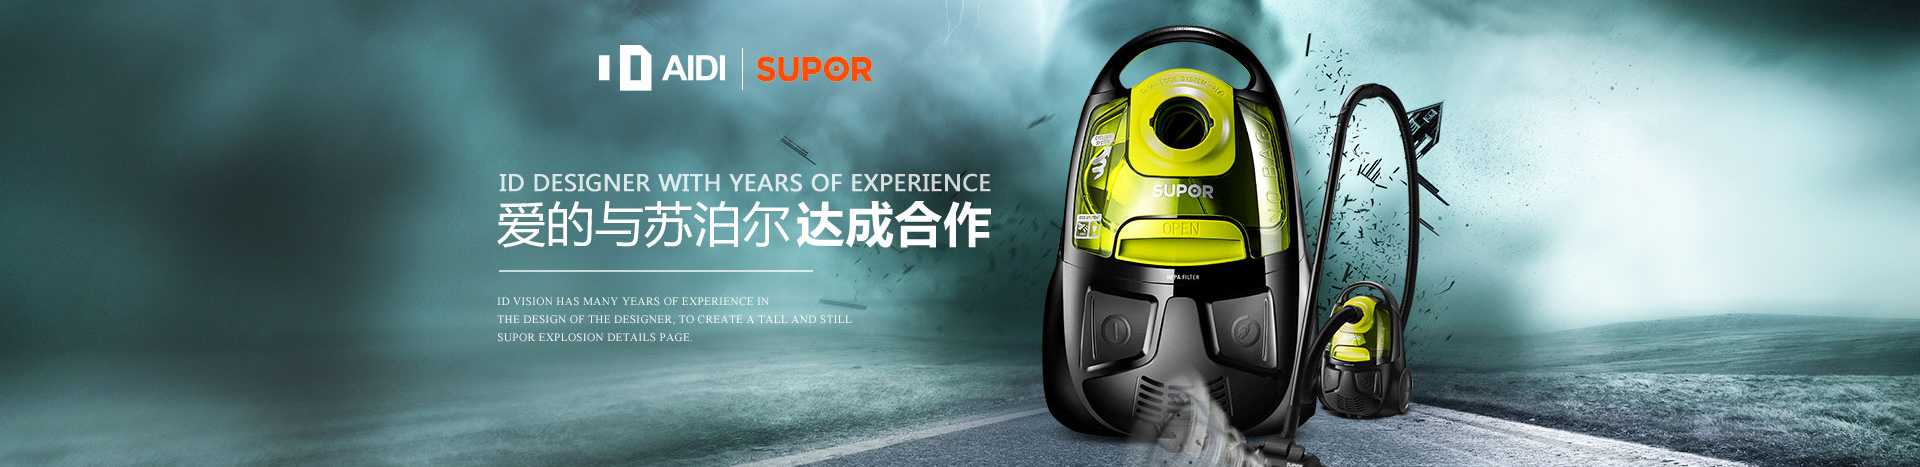 AIDI
SUPOR
ID DESIGNER WITH YEARS OF EXPERIENCE
爱的与苏泊尔达成合作
ID VISION HAS MANY YEARS OF EXPERIENCE IN
THE DESIGN OF THE DESIGNER, TO CREATE A TALL AND STILL
SUPOR EXPLOSION DETAILS PAGE.
SUPOR
NO BAG
OPEN
HEPA FILTER
SUPOR
SUPOR